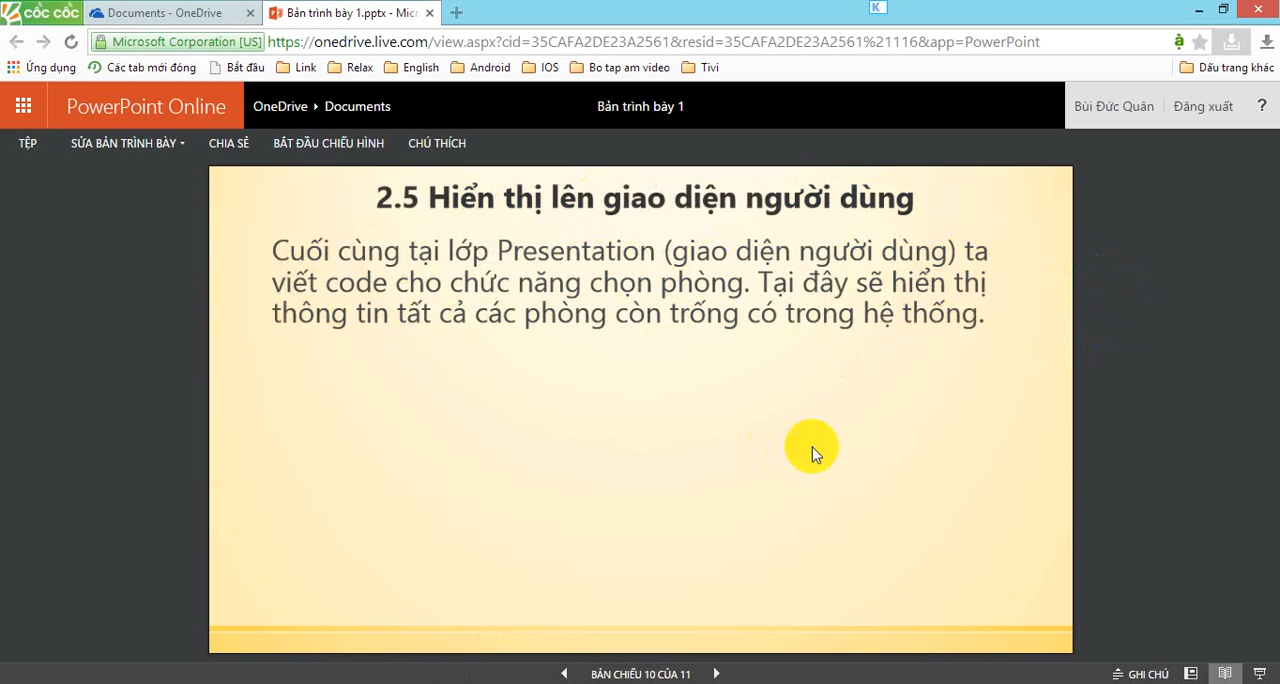 cốc cốc
Documents - OneDrive
Bản trình bày 1.pptx - Micr
K
Microsoft Corporation [US] https://onedrive.live.com/view.aspx?cid=35CAFA2DE23A2561&resid=35CAFA2DE23A2561%21116&app=PowerPoint
à
Ứng dụng Các tab mới đóng Bắt đầu Link Relax English Android IOS Bo tap am video Tivi Dấu trang khác
PowerPoint Online OneDrive Documents Bản trình bày 1 Bùi Đức Quân Đăng xuất ?
TỆP SỬA BẢN TRÌNH BÀY CHIA SẺ BẮT ĐẦU CHIẾU HÌNH CHÚ THÍCH
2.5 Hiển thị lên giao diện người dùng
Cuối cùng tại lớp Presentation (giao diện người dùng) ta
viết code cho chức năng chọn phòng. Tại đây sẽ hiển thị
thông tin tất cả các phòng còn trống có trong hệ thống.
BẢN CHIẾU 10 CỦA 11 GHI CHÚ